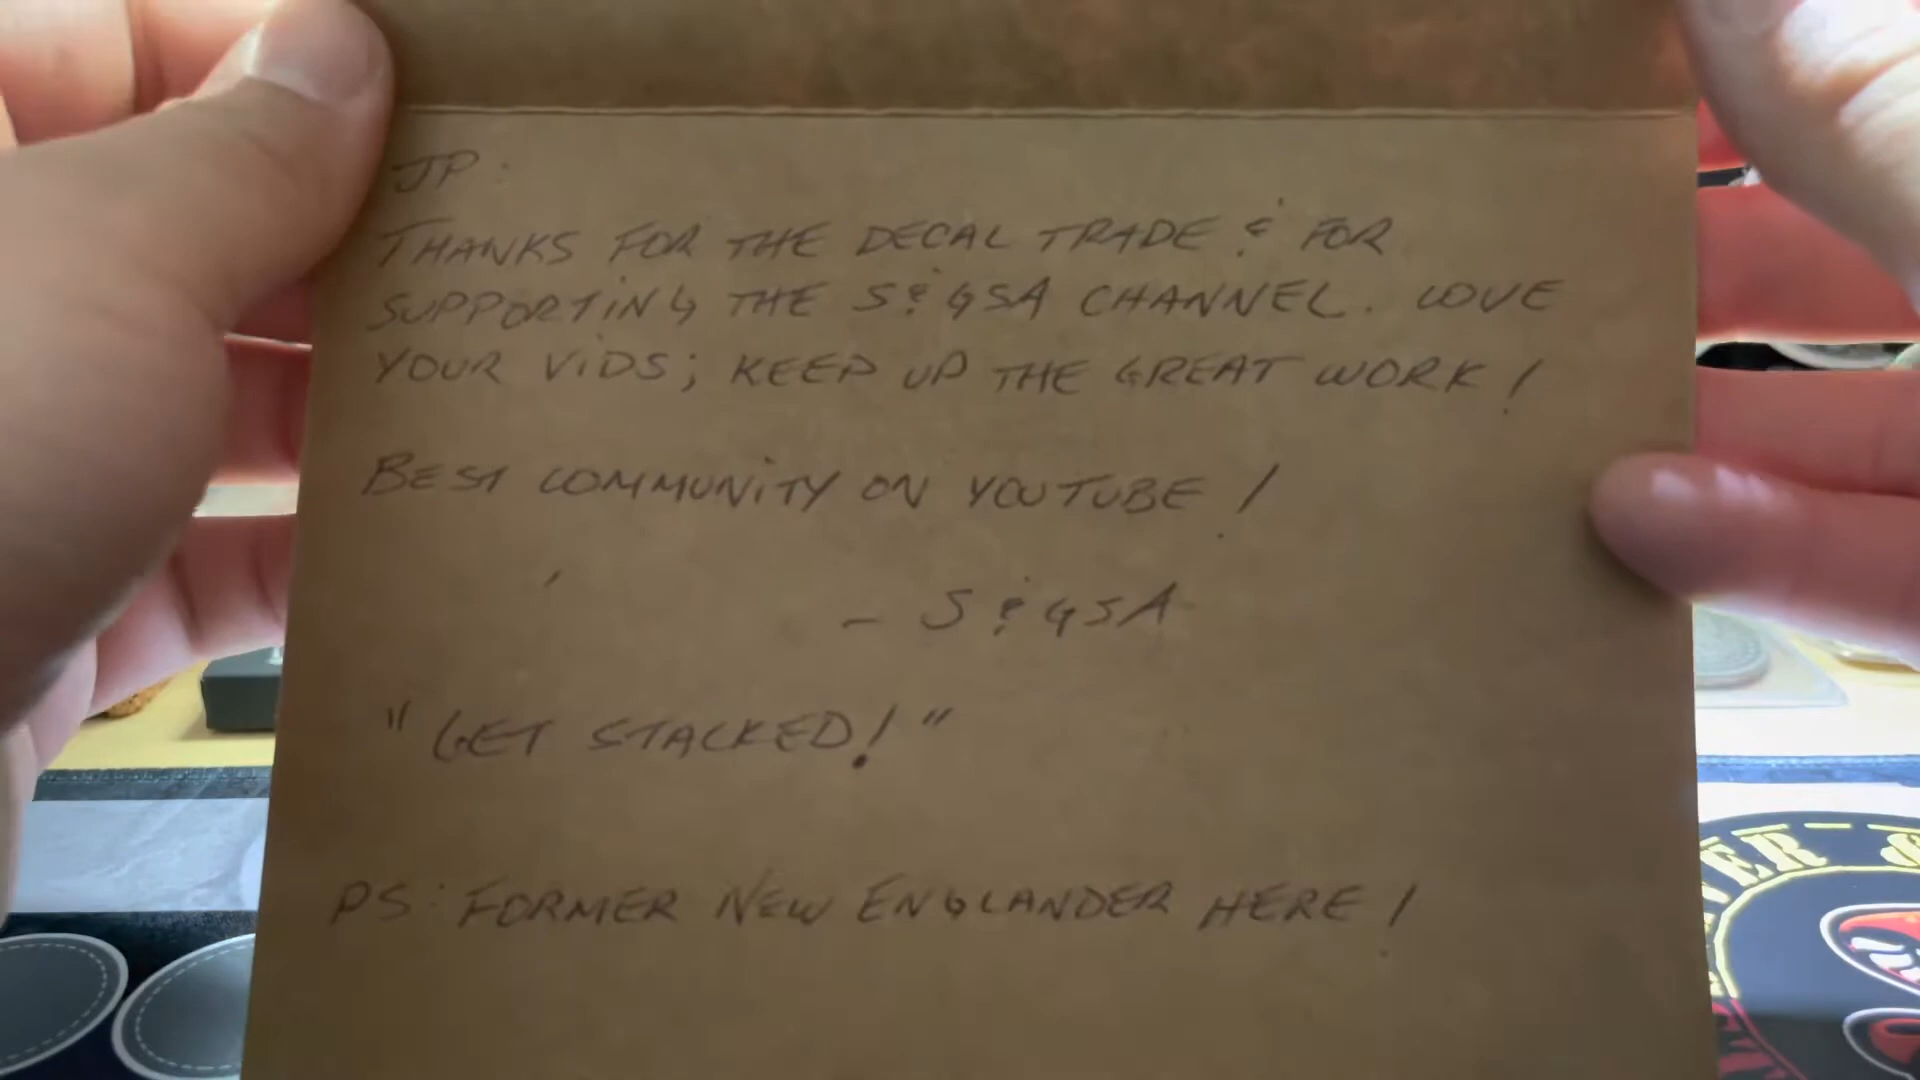 JP:
THANKS FOR THE DECAL TRADE & FOR
SUPPORTING THE S&GSA CHANNEL. LOVE
YOUR VIDS; KEEP UP THE GREAT WORK!
BEST COMMUNITY ON YOUTUBE!
- S&GSA
"GET STACKED!"
PS: FORMER NEW ENGLANDER HERE!